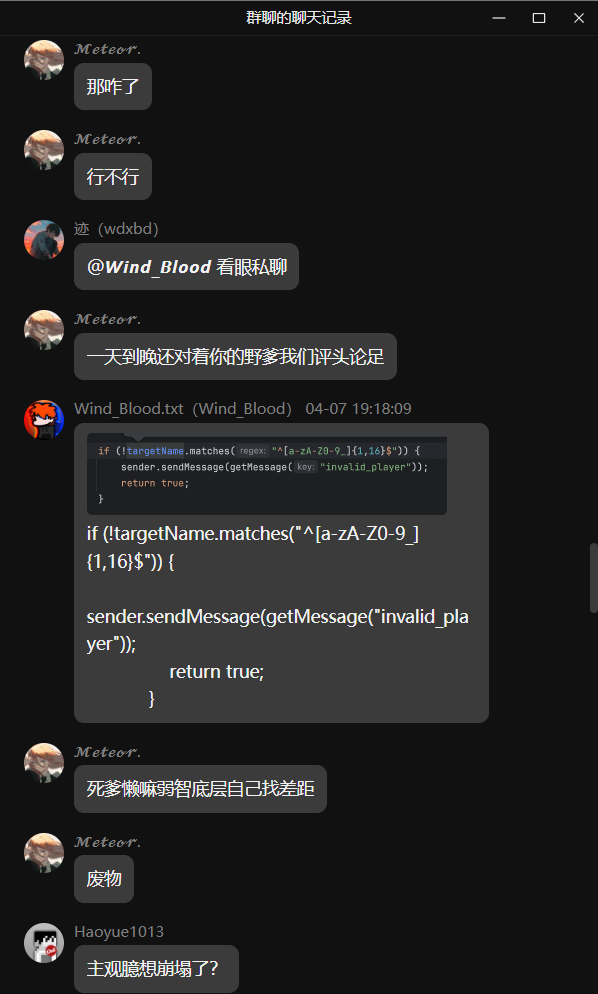 群聊的聊天记录
Meteor.
那咋了
Meteor.
行不行
迹（wdxbd）
@Wind_Blood 看眼私聊
Meteor.
一天到晚还对着你的野爹我们评头论足
Wind_Blood.txt（Wind_Blood） 04-07 19:18:09
if (!targetName.matches( regex: "^[a-zA-Z0-9_]{1,16}$")) {
sender.sendMessage(getMessage( key: "invalid_player"));
return true;
}
if (!targetName.matches("^[a-zA-Z0-9_]
{1,16}$")) {
sender.sendMessage(getMessage("invalid_pla
yer"));
return true;
}
Meteor.
死爹懒嘛弱智底层自己找差距
Meteor.
废物
Haoyue1013
主观臆想崩塌了？